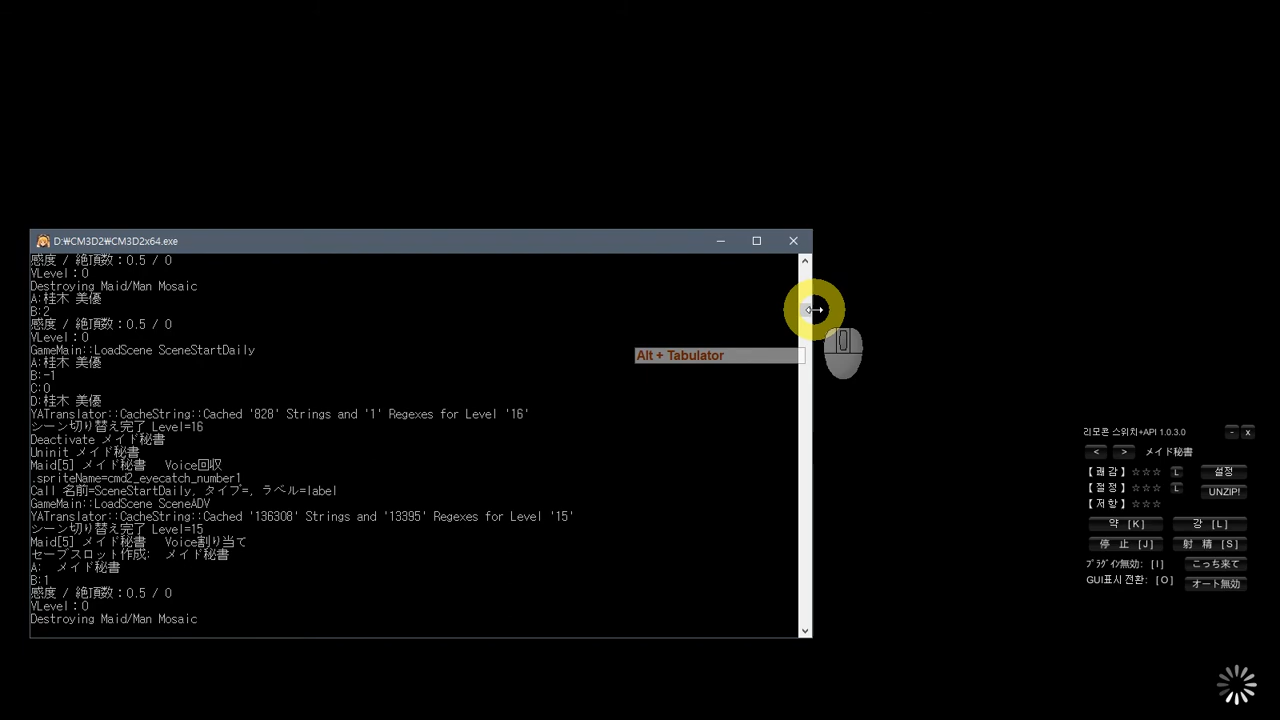 D:₩CM3D2₩CM3D2x64.exe
感度 / 絶頂数：0.5 / 0
VLevel：0
Destroying Maid/Man Mosaic
A:桂木 美優
B:2
感度 / 絶頂数：0.5 / 0
VLevel：0
GameMain::LoadScene SceneStartDaily
A:桂木 美優
B:-1
C:0
D:桂木 美優
YATranslator::CacheString::Cached '828' Strings and '1' Regexes for Level '16'
シーン切り替え完了 Level=16
Deactivate メイド秘書
Uninit メイド秘書
Maid[5] メイド秘書　Voice回収
.spriteName=cmd2_eyecatch_number1
Call 名前=SceneStartDaily, タイプ=, ラベル=label
GameMain::LoadScene SceneADV
YATranslator::CacheString::Cached '136308' Strings and '13395' Regexes for Level '15'
シーン切り替え完了 Level=15
Maid[5] メイド秘書　Voice割り当て
セーブスロット作成:　メイド秘書
A:　メイド秘書
B:1
感度 / 絶頂数：0.5 / 0
VLevel：0
Destroying Maid/Man Mosaic
Alt + Tabulator
리모콘 스위치+API 1.0.3.0 - x
< > メイド秘書
【쾌감】☆☆☆ L 설정
【절정】☆☆☆ L UNZIP!
【저항】☆☆☆
약 [K] 강 [L]
停 止 [J] 射 精 [S]
ﾌﾟﾗｸﾞｲﾝ無効: [I] こっち来て
GUI표시 전환: [O] オート無効